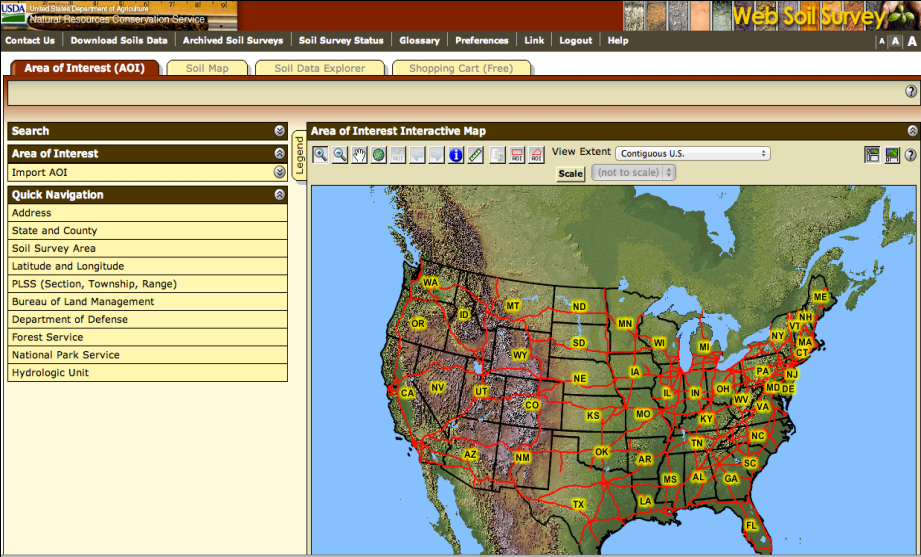 USDA United States Department of Agriculture
Natural Resources Conservation Service
Web Soil Survey
Contact Us | Download Soils Data | Archived Soil Surveys | Soil Survey Status | Glossary | Preferences | Link | Logout | Help
A A A
Area of Interest (AOI) Soil Map Soil Data Explorer Shopping Cart (Free)
?
Search
Area of Interest
Import AOI
Quick Navigation
Address
State and County
Soil Survey Area
Latitude and Longitude
PLSS (Section, Township, Range)
Bureau of Land Management
Department of Defense
Forest Service
National Park Service
Hydrologic Unit
Legend
Area of Interest Interactive Map
i AOI AOI View Extent Contiguous U.S. ?
Scale (not to scale)
WA
ME
MT
ND
ID
NH
OR
MN
VT
NY
SD
WI
MA
MI
WY
CT
IA
PA
NJ
NE
NV
UT
OH
MD DE
CA
IL
IN
WV
CO
VA
KS
MO
KY
NC
TN
OK
AZ
NM
AR
SC
MS
AL
GA
TX
LA
FL